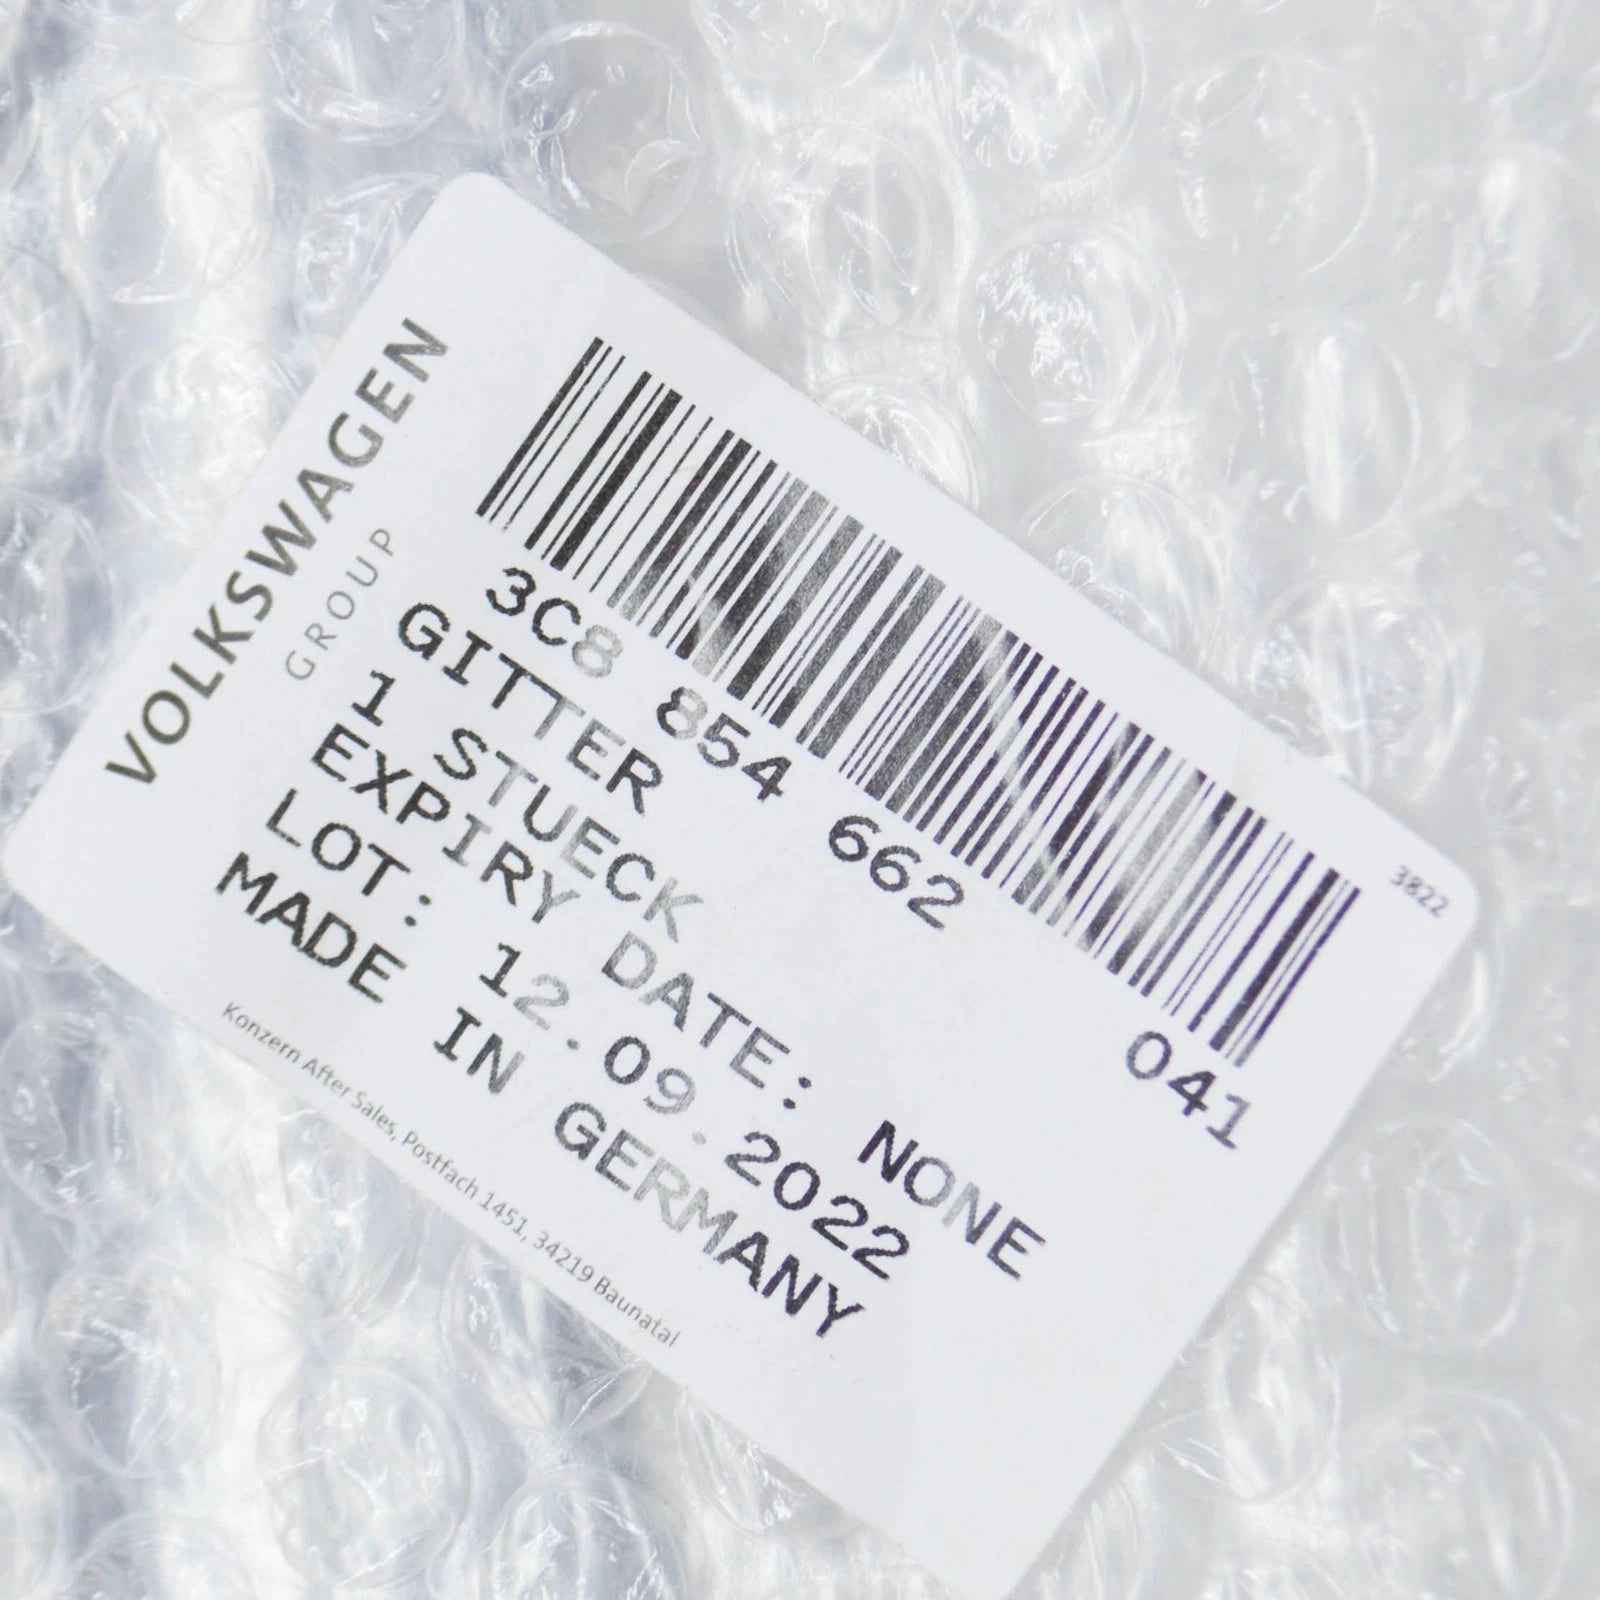 VOLKSWAGEN
GROUP
3C8 854 662 041
GITTER
1 STUECK
EXPIRY DATE: NONE
LOT: 12.09.2022
MADE IN GERMANY
Konzern After Sales, Postfach 1451, 34219 Baunatal
3822